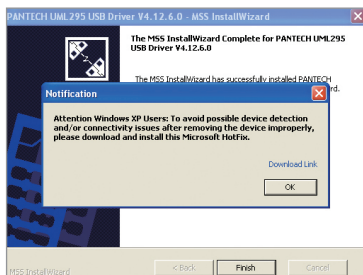 PANTECH UML295 USB Driver V4.12.6.0 - MSS InstallWizard
The MSS InstallWizard Complete for PANTECH UML295
USB Driver V4.12.6.0
The MSS InstallWizard has successfully installed PANTECH
rd.
Notification
Attention Windows XP Users: To avoid possible device detection
and/or connectivity issues after removing the device improperly,
please download and install this Microsoft HotFix.
Download Link
OK
MSS InstallWizard
< Back
Finish
Cancel